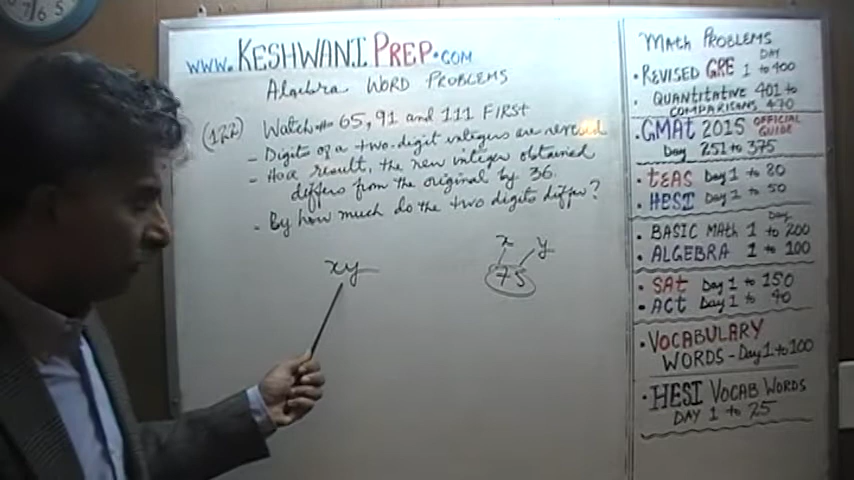 www.KESHWANI PREP.COM
Algebra WORD PROBLEMS
(122) Watch # 65, 91 and 111 FIRST
- Digits of a two-digit integer are
- As a result, the new integer obtained
differs from the original by 36.
- By how much do the two digits differ?
xy
x y
75
Math PROBLEMS
DAY
• REVISED GRE 1 to 400
• QUANTITATIVE 401 to
COMPARISONS 470
• GMAT 2015 OFFICIAL
GUIDE
Day 251 to 375
• tEAS Day 1 to 20
• HESI Day 1 to 50
Day
• BASIC MAth 1 to 200
• ALGEBRA 1 to 100
• SAt Day 1 to 150
• ACt Day 1 to 40
• VOCABULARY
WORDS - Day 1 to 100
• HESI VOCAB WORDS
DAY 1 to 25
7 6 5